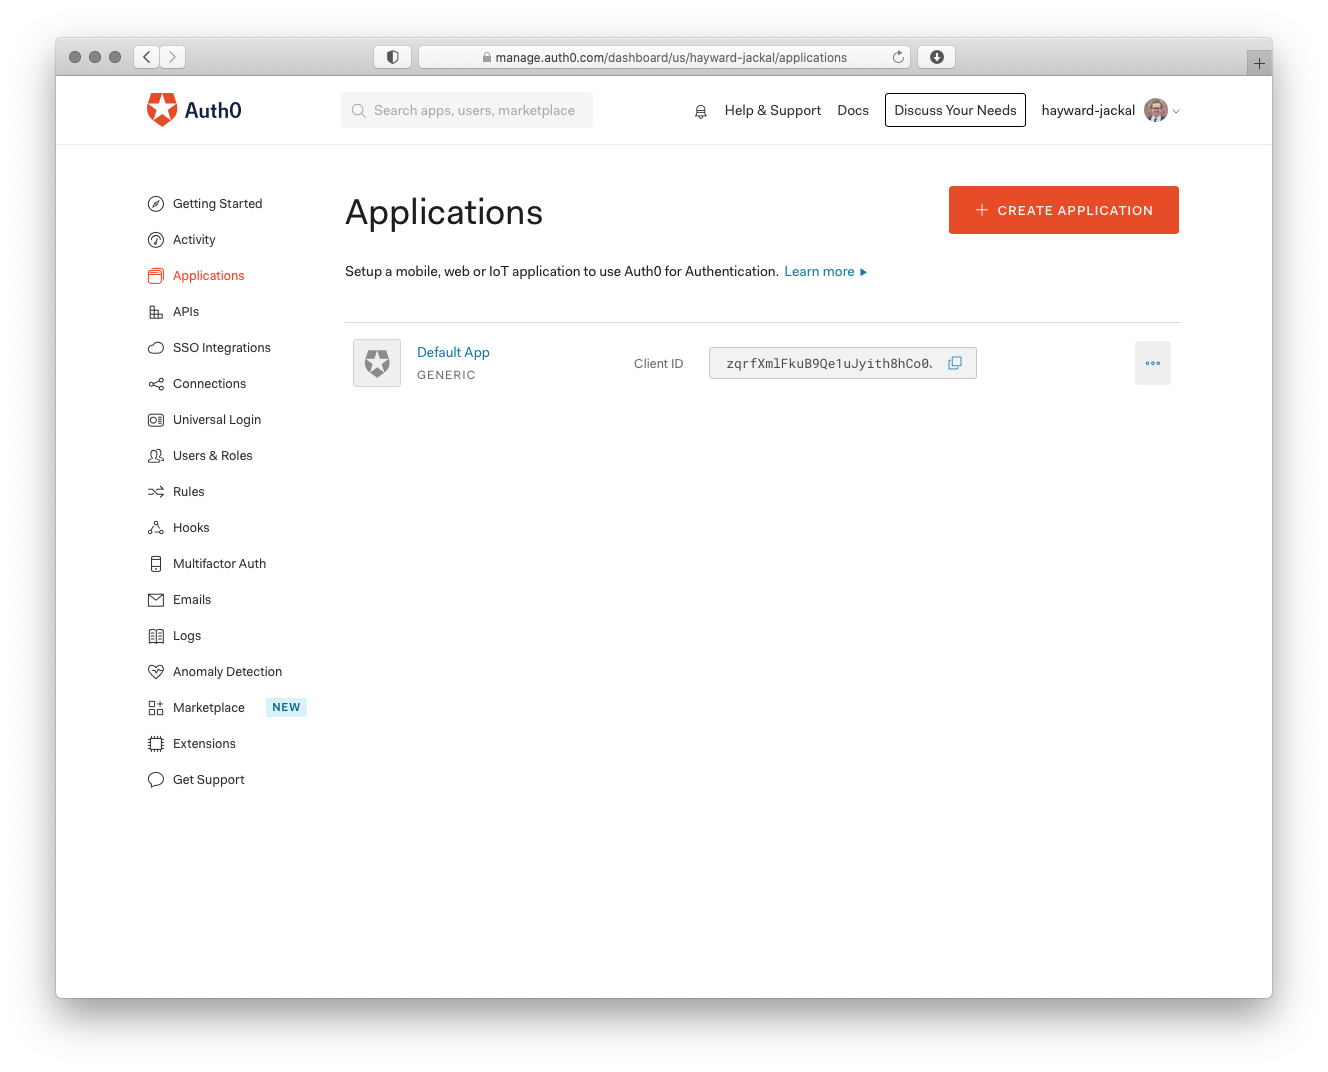 manage.auth0.com/dashboard/us/hayward-jackal/applications
Auth0
Search apps, users, marketplace
Help & Support
Docs
Discuss Your Needs
hayward-jackal
Getting Started
Activity
Applications
APIs
SSO Integrations
Connections
Universal Login
Users & Roles
Rules
Hooks
Multifactor Auth
Emails
Logs
Anomaly Detection
Marketplace NEW
Extensions
Get Support
Applications
CREATE APPLICATION
Setup a mobile, web or IoT application to use Auth0 for Authentication. Learn more
Default App
GENERIC
Client ID
zqrfXmlFkuB9Qe1uJyith8hCo0